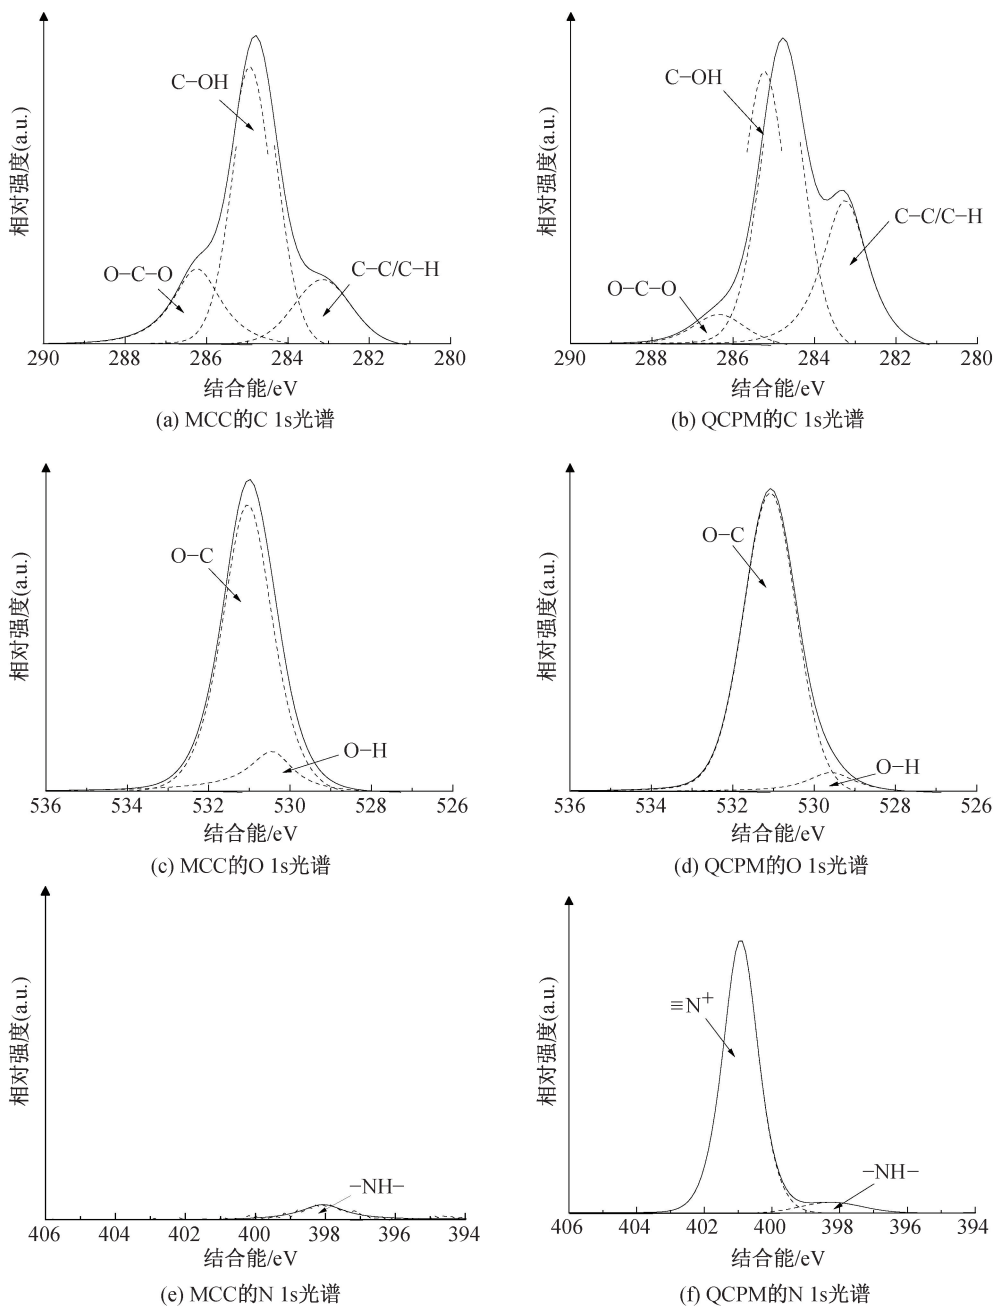 C−OH
O−C−O
C−C/C−H
相对强度(a.u.)
290 288 286 284 282 280
结合能/eV
(a) MCC的C 1s光谱
C−OH
O−C−O
C−C/C−H
相对强度(a.u.)
290 288 286 284 282 280
结合能/eV
(b) QCPM的C 1s光谱
O−C
O−H
相对强度(a.u.)
536 534 532 530 528 526
结合能/eV
(c) MCC的O 1s光谱
O−C
O−H
相对强度(a.u.)
536 534 532 530 528 526
结合能/eV
(d) QCPM的O 1s光谱
−NH−
相对强度(a.u.)
406 404 402 400 398 396 394
结合能/eV
(e) MCC的N 1s光谱
≡N+
−NH−
相对强度(a.u.)
406 404 402 400 398 396 394
结合能/eV
(f) QCPM的N 1s光谱